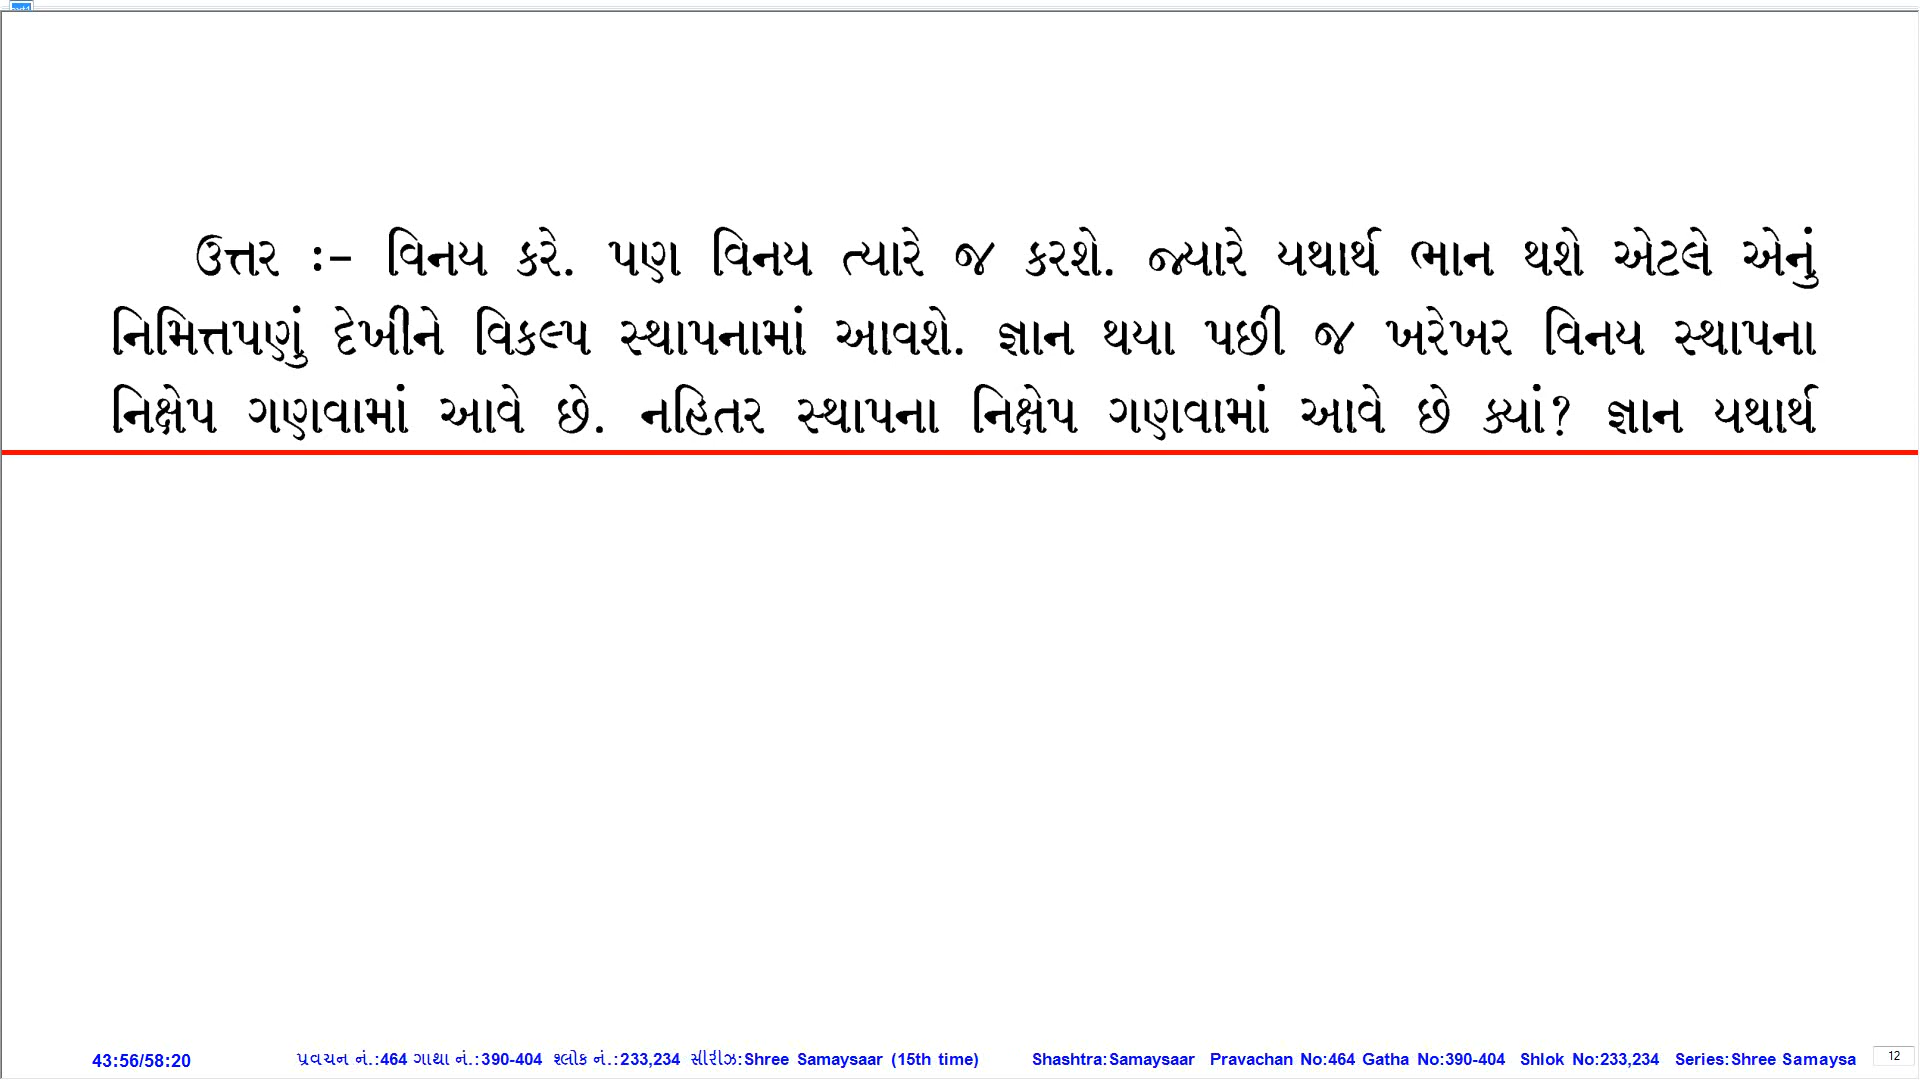 ઉત્તર :– વિનય કરે. પણ વિનય ત્યારે જ કરશે. જ્યારે યથાર્થ ભાન થશે એટલે એનું
નિમિત્તપણું દેખીને વિકલ્પ સ્થાપનામાં આવશે. જ્ઞાન થયા પછી જ ખરેખર વિનય સ્થાપના
નિક્ષેપ ગણવામાં આવે છે. નહિતર સ્થાપના નિક્ષેપ ગણવામાં આવે છે ક્યાં? જ્ઞાન યથાર્થ
43:56/58:20 પ્રવચન નં.:464 ગાથા નં.:390-404 શ્લોક નં.:233,234 સીરીઝ:Shree Samaysaar (15th time) Shashtra:Samaysaar Pravachan No:464 Gatha No:390-404 Shlok No:233,234 Series:Shree Samaysa 12